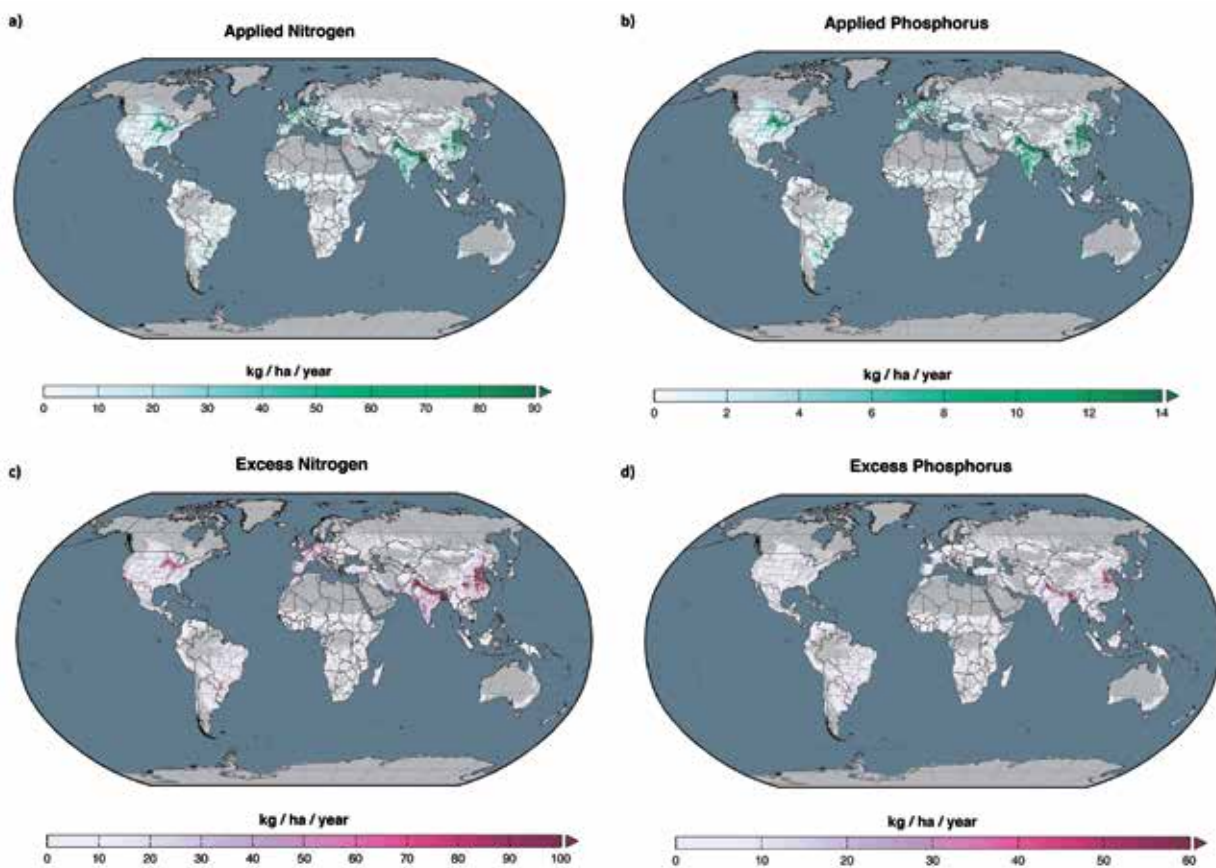 a)
Applied Nitrogen
kg / ha / year
0 10 20 30 40 50 60 70 80 90
b)
Applied Phosphorus
kg / ha / year
0 2 4 6 8 10 12 14
c)
Excess Nitrogen
kg / ha / year
0 10 20 30 40 50 60 70 80 90 100
d)
Excess Phosphorus
kg / ha / year
0 10 20 30 40 50